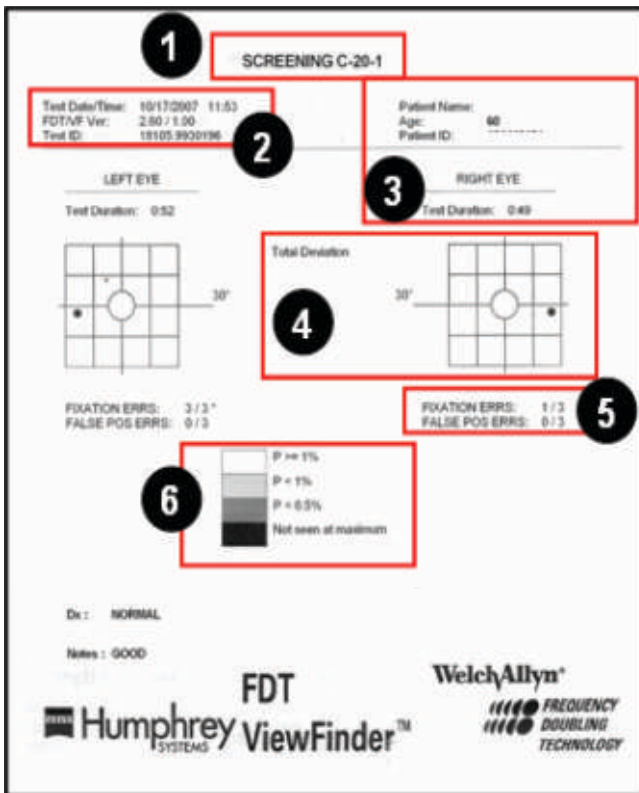 1
SCREENING C-20-1
Test Date/Time: 10/17/2007 11:53
FDT/VF Ver: 2.60 / 1.00
Test ID: 18105.9930196
2
Patient Name:
Age: 60
Patient ID:
3
LEFT EYE
RIGHT EYE
Test Duration: 0:52
Test Duration: 0:49
Total Deviation
30°
30°
4
FIXATION ERRS: 3 / 3 *
FALSE POS ERRS: 0 / 3
FIXATION ERRS: 1 / 3
FALSE POS ERRS: 0 / 3
5
6
P >= 1%
P < 1%
P < 0.5%
Not seen at maximum
Dx : NORMAL
Notes : GOOD
ZEISS Humphrey
SYSTEMS
FDT
ViewFinder™
WelchAllyn®
FREQUENCY
DOUBLING
TECHNOLOGY